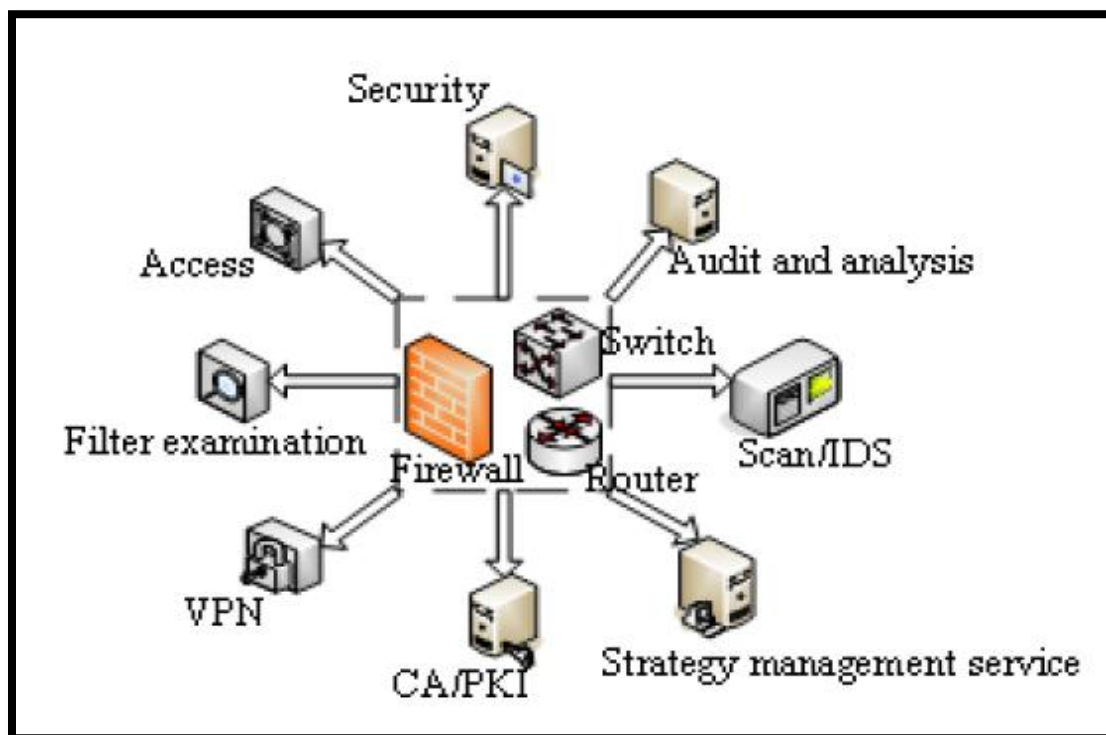 Security
Access
Audit and analysis
Switch
Filter examination
Firewall
Router
Scan/IDS
VPN
CA/PKI
Strategy management service